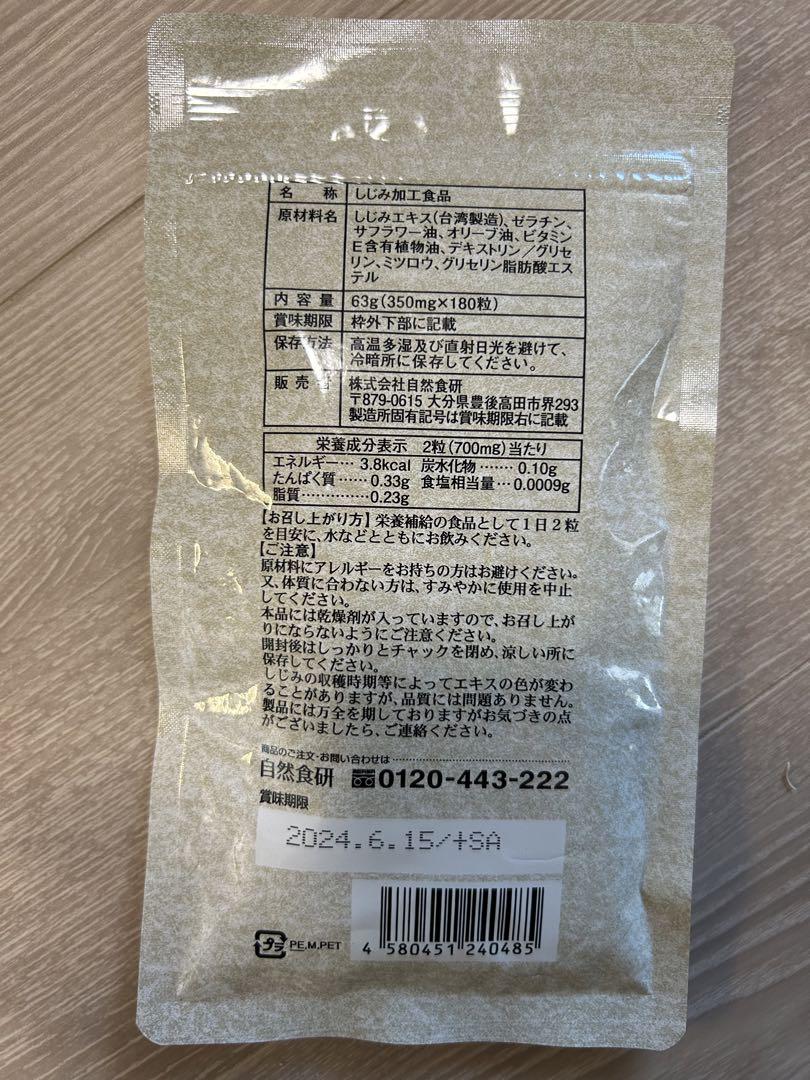 名称 しじみ加工食品
原材料名 しじみエキス(台湾製造)、ゼラチン、
サフラワー油、オリーブ油、ビタミン
E含有植物油、デキストリン／グリセ
リン、ミツロウ、グリセリン脂肪酸エス
テル
内容量 63g(350mg×180粒)
賞味期限 枠外下部に記載
保存方法 高温多湿及び直射日光を避けて、
冷暗所に保存してください。
販売者 株式会社自然食研
〒879-0615 大分県豊後高田市界293
製造所固有記号は賞味期限右に記載
栄養成分表示 2粒(700mg)当たり
エネルギー… 3.8kcal 炭水化物……… 0.10g
たんぱく質……0.33g 食塩相当量…0.0009g
脂質……………0.23g
【お召し上がり方】栄養補給の食品として1日2粒
を目安に、水などとともにお飲みください。
【ご注意】
原材料にアレルギーをお持ちの方はお避けください。
又、体質に合わない方は、すみやかに使用を中止
してください。
本品には乾燥剤が入っていますので、お召し上が
りにならないようにご注意ください。
開封後はしっかりとチャックを閉め、涼しい所に
保存してください。
しじみの収穫時期等によってエキスの色が変わ
ることがありますが、品質には問題ありません。
製品には万全を期しておりますがお気づきの点
がございましたら、ご連絡ください。
商品のご注文・お問い合わせは
自然食研 0120-443-222
賞味期限
2024.6.15/+SA
プラ PE,M,PET
4 580451 240485